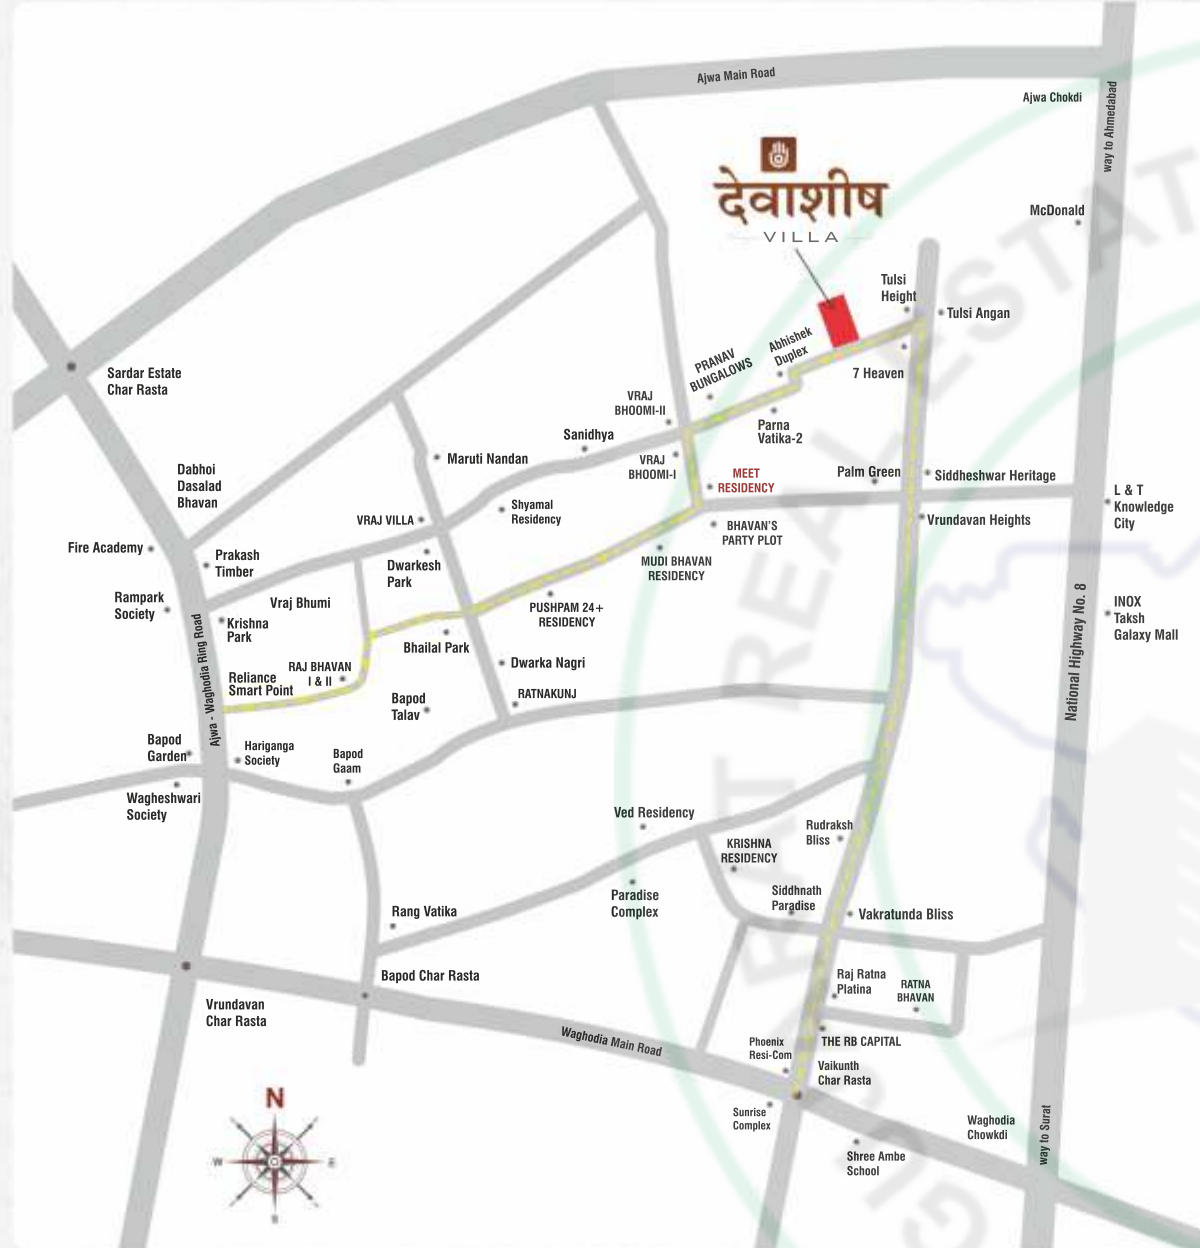 Ajwa Main Road
Ajwa Chokdi
way to Ahmedabad
McDonald
देवाशीष
VILLA
Tulsi
Height
Tulsi Angan
Abhishek
Duplex
7 Heaven
PRANAV
BUNGALOWS
VRAJ
BHOOMI-II
Parna
Vatika-2
Sanidhya
VRAJ
BHOOMI-I
MEET
RESIDENCY
Palm Green
Siddheshwar Heritage
Sardar Estate
Char Rasta
Maruti Nandan
Dabhoi
Dasalad
Bhavan
Shyamal
Residency
VRAJ VILLA
BHAVAN'S
PARTY PLOT
Vrundavan Heights
L & T
Knowledge
City
Fire Academy
Prakash
Timber
Dwarkesh
Park
MUDI BHAVAN
RESIDENCY
Rampark
Society
Vraj Bhumi
Krishna
Park
PUSHPAM 24+
RESIDENCY
INOX
Taksh
Galaxy Mall
Ajwa - Waghodia Ring Road
National Highway No. 8
Bhailal Park
Dwarka Nagri
RAJ BHAVAN
I & II
Reliance
Smart Point
RATNAKUNJ
Bapod
Talav
Bapod
Garden
Hariganga
Society
Bapod
Gaam
Wagheshwari
Society
Ved Residency
Rudraksh
Bliss
KRISHNA
RESIDENCY
Paradise
Complex
Siddhnath
Paradise
Vakratunda Bliss
Rang Vatika
Bapod Char Rasta
Raj Ratna
Platina
RATNA
BHAVAN
Vrundavan
Char Rasta
Waghodia Main Road
Phoenix
Resi-Com
THE RB CAPITAL
Vaikunth
Char Rasta
Sunrise
Complex
Waghodia
Chowkdi
way to Surat
Shree Ambe
School
N
W
E
S
GUJARAT REAL ESTAT